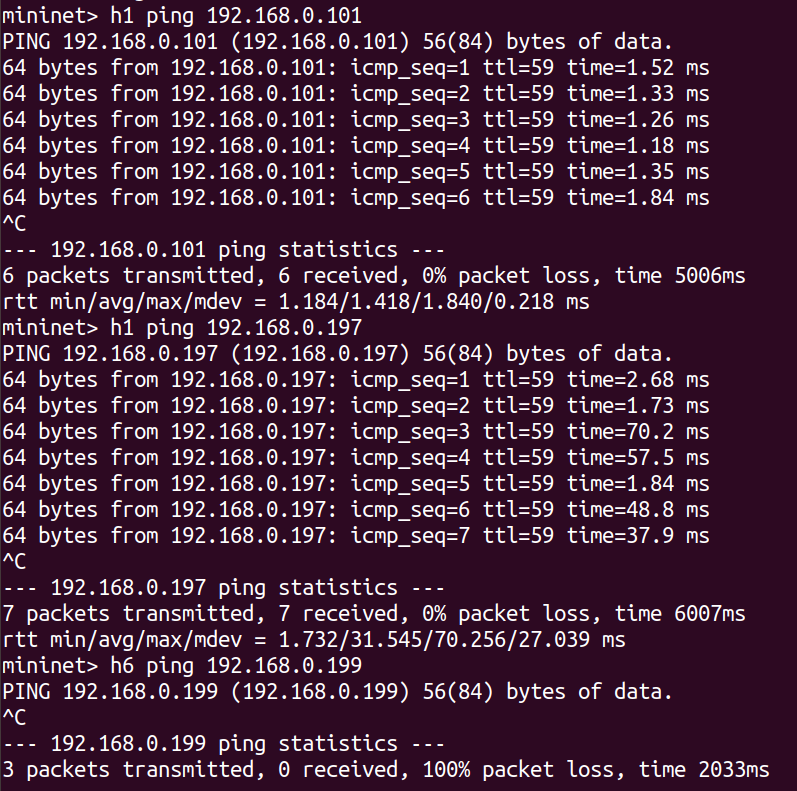 mininet> h1 ping 192.168.0.101
PING 192.168.0.101 (192.168.0.101) 56(84) bytes of data.
64 bytes from 192.168.0.101: icmp_seq=1 ttl=59 time=1.52 ms
64 bytes from 192.168.0.101: icmp_seq=2 ttl=59 time=1.33 ms
64 bytes from 192.168.0.101: icmp_seq=3 ttl=59 time=1.26 ms
64 bytes from 192.168.0.101: icmp_seq=4 ttl=59 time=1.18 ms
64 bytes from 192.168.0.101: icmp_seq=5 ttl=59 time=1.35 ms
64 bytes from 192.168.0.101: icmp_seq=6 ttl=59 time=1.84 ms
^C
--- 192.168.0.101 ping statistics ---
6 packets transmitted, 6 received, 0% packet loss, time 5006ms
rtt min/avg/max/mdev = 1.184/1.418/1.840/0.218 ms
mininet> h1 ping 192.168.0.197
PING 192.168.0.197 (192.168.0.197) 56(84) bytes of data.
64 bytes from 192.168.0.197: icmp_seq=1 ttl=59 time=2.68 ms
64 bytes from 192.168.0.197: icmp_seq=2 ttl=59 time=1.73 ms
64 bytes from 192.168.0.197: icmp_seq=3 ttl=59 time=70.2 ms
64 bytes from 192.168.0.197: icmp_seq=4 ttl=59 time=57.5 ms
64 bytes from 192.168.0.197: icmp_seq=5 ttl=59 time=1.84 ms
64 bytes from 192.168.0.197: icmp_seq=6 ttl=59 time=48.8 ms
64 bytes from 192.168.0.197: icmp_seq=7 ttl=59 time=37.9 ms
^C
--- 192.168.0.197 ping statistics ---
7 packets transmitted, 7 received, 0% packet loss, time 6007ms
rtt min/avg/max/mdev = 1.732/31.545/70.256/27.039 ms
mininet> h6 ping 192.168.0.199
PING 192.168.0.199 (192.168.0.199) 56(84) bytes of data.
^C
--- 192.168.0.199 ping statistics ---
3 packets transmitted, 0 received, 100% packet loss, time 2033ms